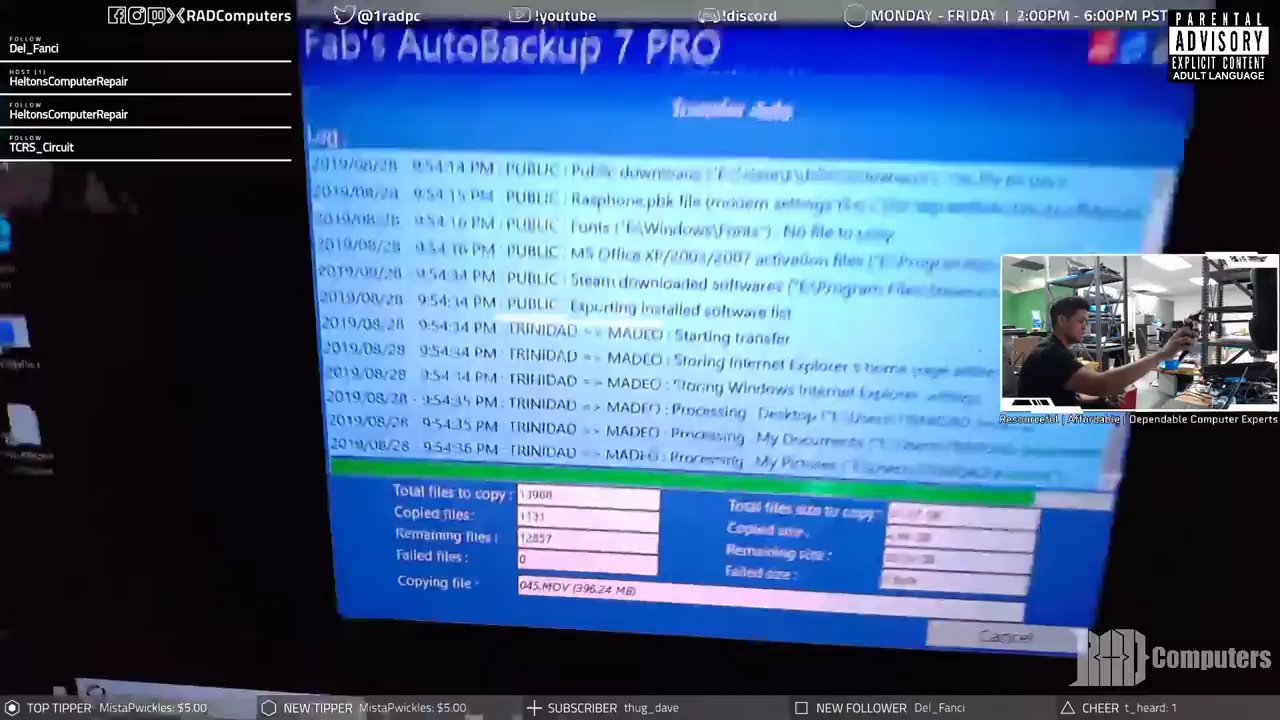 RADComputers
@1radpc
!youtube
!discord
MONDAY - FRIDAY | 2:00PM - 6:00PM PST
PARENTAL
ADVISORY
EXPLICIT CONTENT
ADULT LANGUAGE
FOLLOW
Del_Fanci
HOST (1)
HeltonsComputerRepair
FOLLOW
HeltonsComputerRepair
FOLLOW
TCRS_Circuit
Fab's AutoBackup 7 PRO
Transfer data
Log
2019/08/28 9:54:14 PM : PUBLIC : Public downloads
2019/08/28 9:54:15 PM : PUBLIC : Rasphone.pbk file (modem settings
2019/08/28 9:54:16 PM : PUBLIC : Fonts ("E:\Windows\Fonts") : No file to copy
2019/08/28 9:54:16 PM : PUBLIC : MS Office XP/2003/2007 activation files ("E:\Program
2019/08/28 9:54:34 PM : PUBLIC : Steam downloaded softwares ("E:\Program Files
2019/08/28 9:54:34 PM : PUBLIC : Exporting installed software list
2019/08/28 9:54:34 PM : TRINIDAD => MADEO : Starting transfer
2019/08/28 9:54:34 PM : TRINIDAD => MADEO : Storing Internet Explorer's home page
2019/08/28 9:54:34 PM : TRINIDAD => MADEO : Storing Windows Internet Explorer settings
2019/08/28 9:54:35 PM : TRINIDAD => MADEO : Processing Desktop
2019/08/28 9:54:35 PM : TRINIDAD => MADEO : Processing My Documents
2019/08/28 9:54:36 PM : TRINIDAD => MADEO : Processing My Pictures
Total files to copy : 13988
Copied files: 1131
Remaining files : 12857
Failed files : 0
Copying file : 045.MOV (396.24 MB)
Total files size to copy :
Copied size :
Remaining size :
Failed size :
Cancel
Resourceful | Affordable | Dependable Computer Experts
RAD Computers
TOP TIPPER MistaPwickles: $5.00
NEW TIPPER MistaPwickles: $5.00
SUBSCRIBER thug_dave
NEW FOLLOWER Del_Fanci
CHEER t_heard: 1